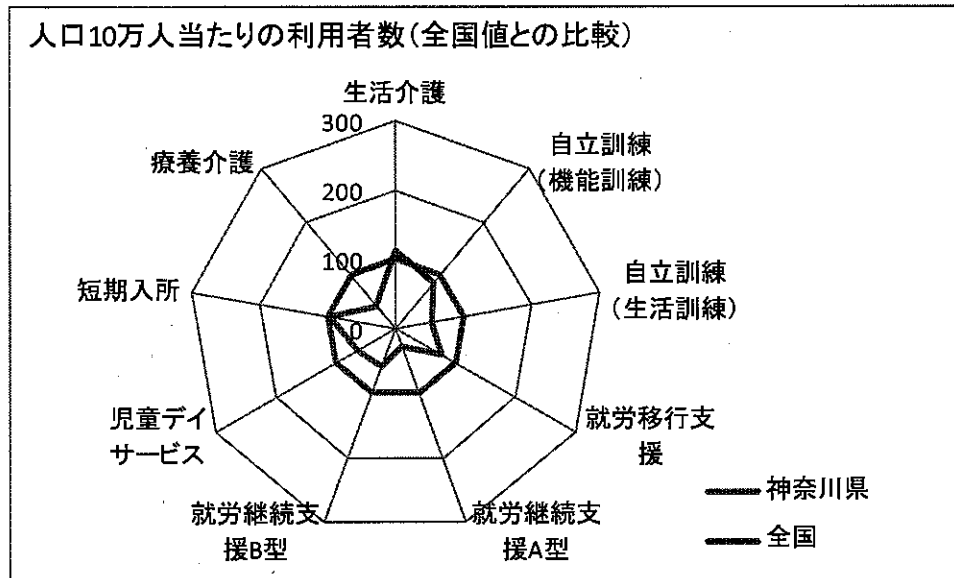 人口10万人当たりの利用者数(全国値との比較)
生活介護
自立訓練
(機能訓練)
自立訓練
(生活訓練)
就労移行支
援
就労継続支
援A型
就労継続支
援B型
児童デイ
サービス
短期入所
療養介護
300
200
100
0
神奈川県
全国